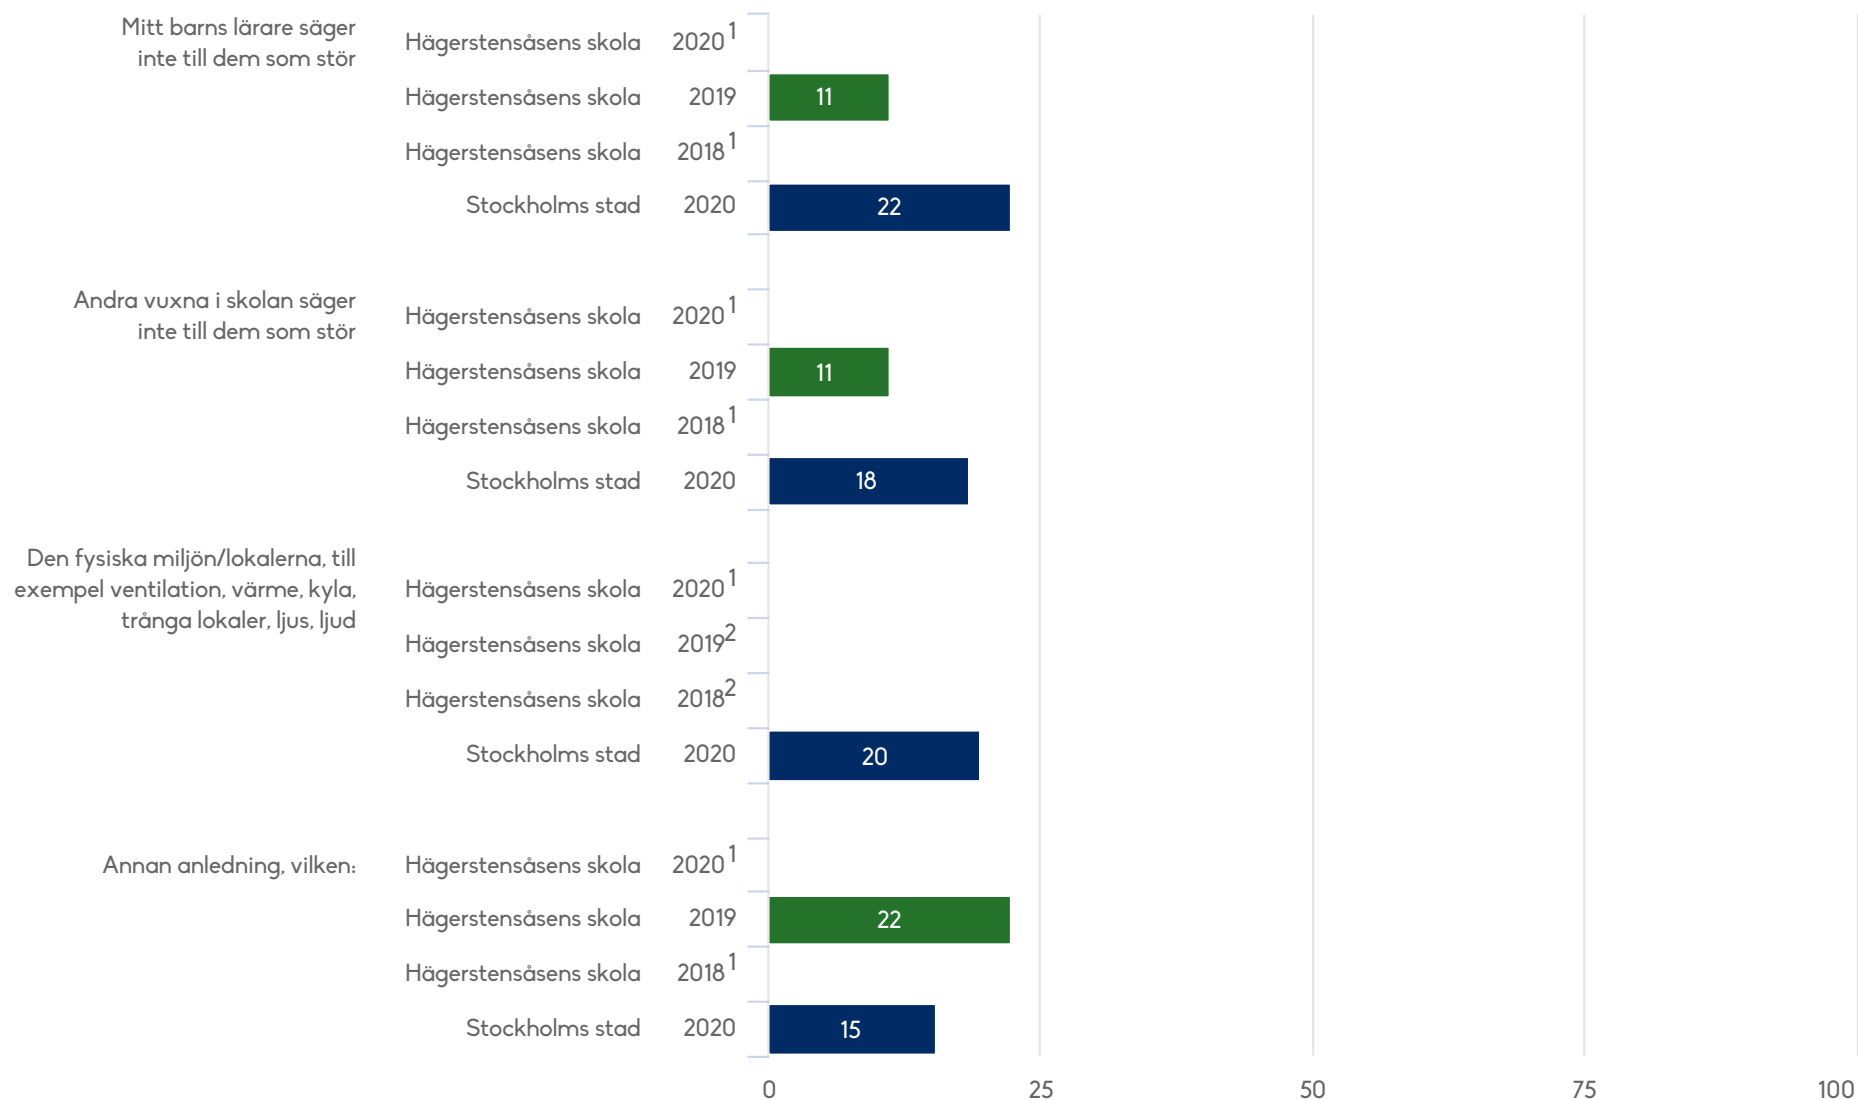 Mitt barns lärare säger
inte till dem som stör
Hägerstensåsens skola 2020 1
Hägerstensåsens skola 2019 11
Hägerstensåsens skola 2018 1
Stockholms stad 2020 22
Andra vuxna i skolan säger
inte till dem som stör
Hägerstensåsens skola 2020 1
Hägerstensåsens skola 2019 11
Hägerstensåsens skola 2018 1
Stockholms stad 2020 18
Den fysiska miljön/lokalerna, till
exempel ventilation, värme, kyla,
trånga lokaler, ljus, ljud
Hägerstensåsens skola 2020 1
Hägerstensåsens skola 2019 2
Hägerstensåsens skola 2018 2
Stockholms stad 2020 20
Annan anledning, vilken:
Hägerstensåsens skola 2020 1
Hägerstensåsens skola 2019 22
Hägerstensåsens skola 2018 1
Stockholms stad 2020 15
0 25 50 75 100